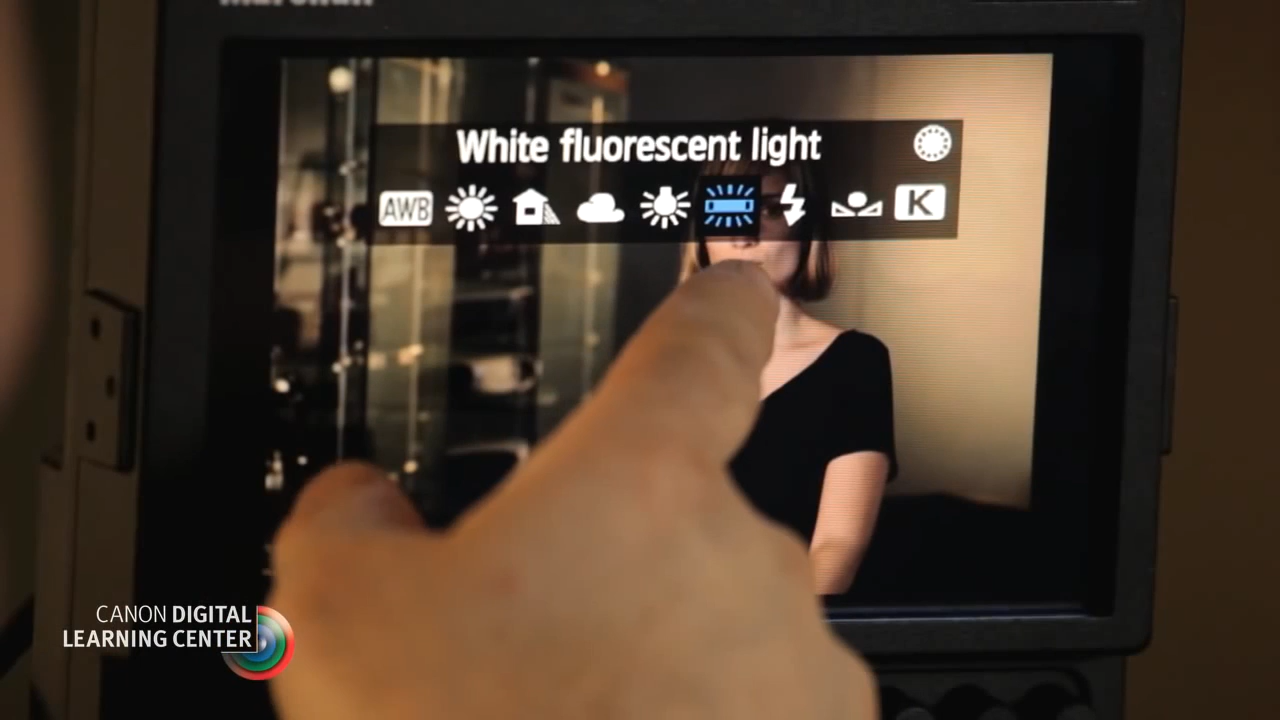 White fluorescent light
AWB
K
CANON DIGITAL
LEARNING CENTER